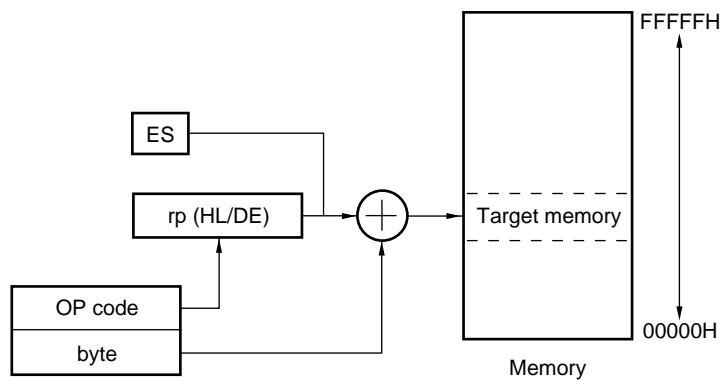 FFFFFH
ES
rp (HL/DE)
Target memory
OP code
byte
00000H
Memory